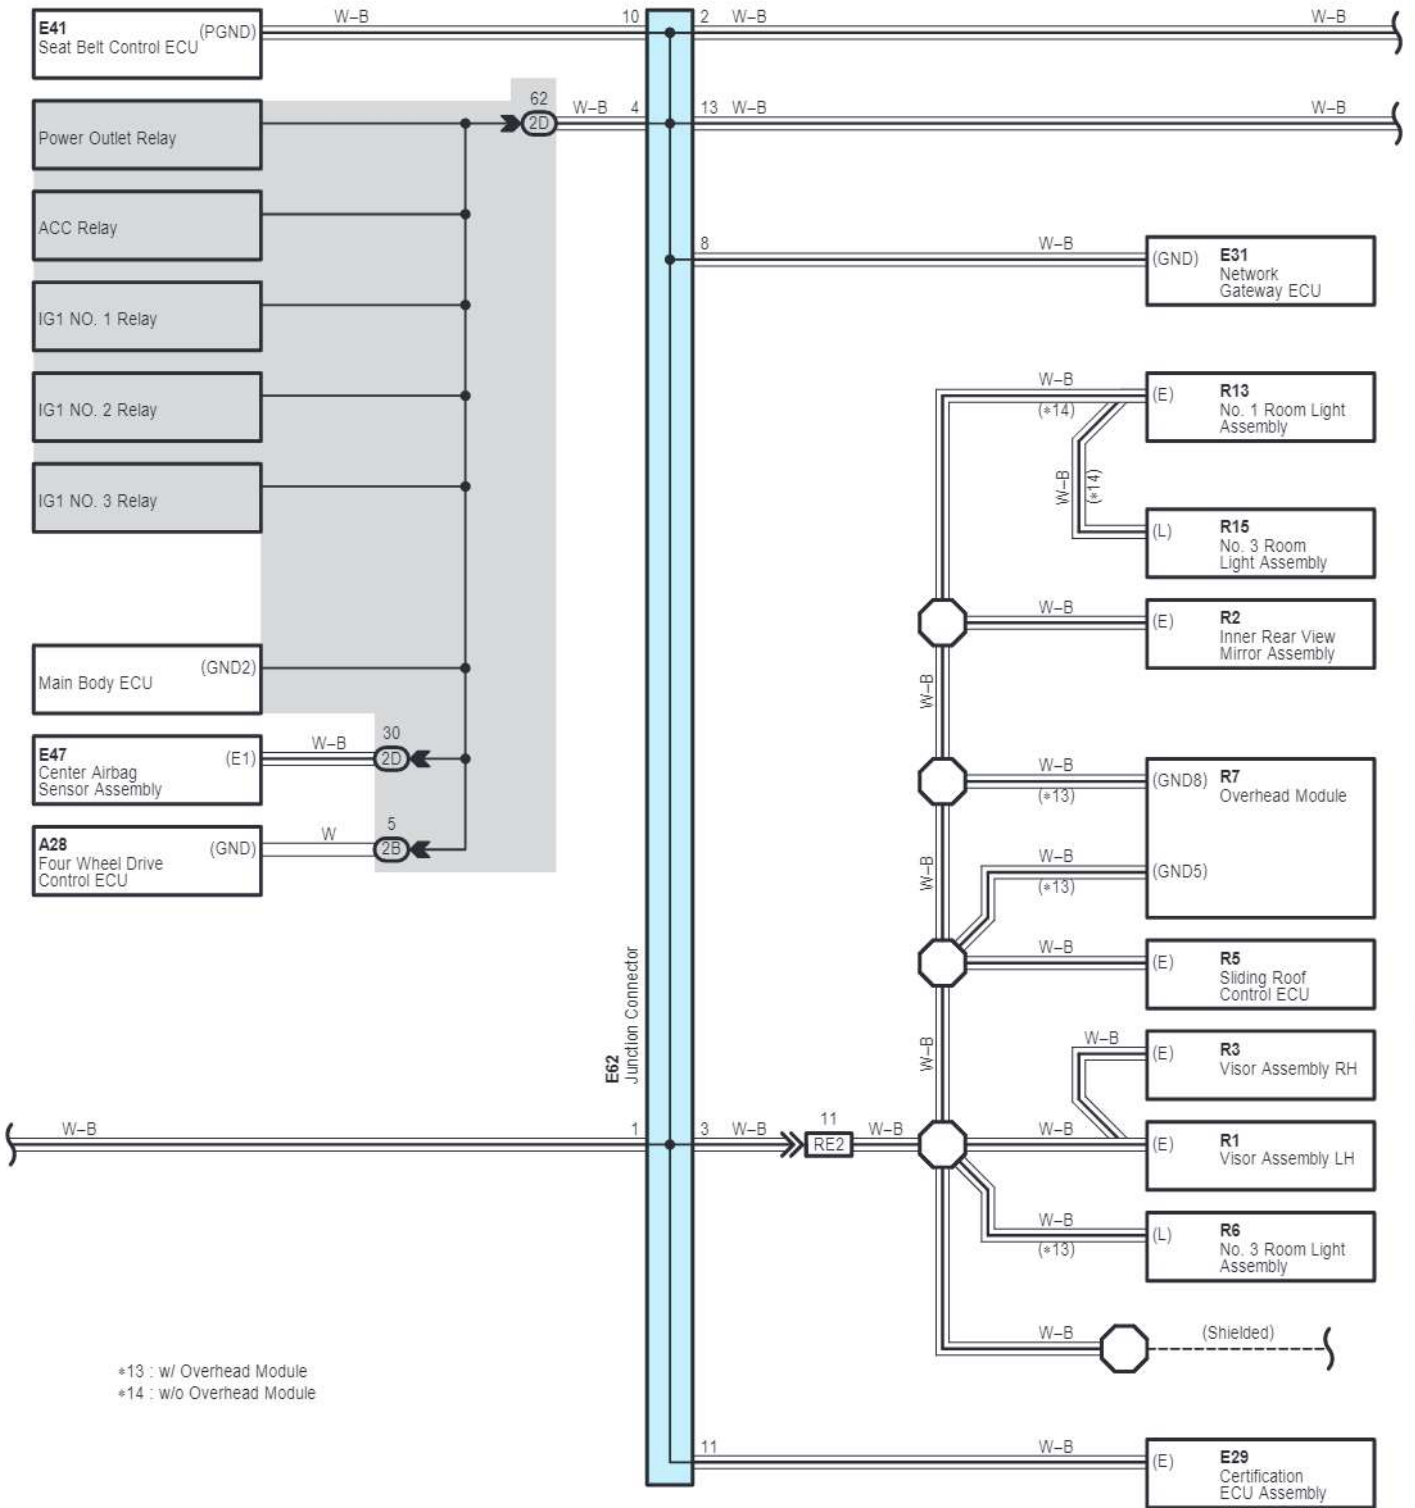 W–B 10 2 W–B W–B
E41 (PGND)
Seat Belt Control ECU
62
W–B 4 13 W–B W–B
2D
Power Outlet Relay
ACC Relay
8 W–B
(GND) E31
Network
Gateway ECU
IG1 NO. 1 Relay
W–B
(∗14)
(E) R13
No. 1 Room Light
Assembly
IG1 NO. 2 Relay
W–B
(∗14)
IG1 NO. 3 Relay
(L) R15
No. 3 Room
Light Assembly
W–B
(E) R2
Inner Rear View
Mirror Assembly
(GND2)
Main Body ECU
W–B
30
W–B
2D
E47 (E1)
Center Airbag
Sensor Assembly
W–B
(∗13)
(GND8) R7
Overhead Module
5
W
2B
A28 (GND)
Four Wheel Drive
Control ECU
W–B
W–B
(∗13)
(GND5)
W–B
(E) R5
Sliding Roof
Control ECU
E62
Junction Connector
W–B
W–B
(E) R3
Visor Assembly RH
W–B 1 3 W–B
11
RE2
W–B
W–B
(E) R1
Visor Assembly LH
W–B
(∗13)
(L) R6
No. 3 Room Light
Assembly
W–B (Shielded)
∗13 : w/ Overhead Module
∗14 : w/o Overhead Module
11 W–B
(E) E29
Certification
ECU Assembly